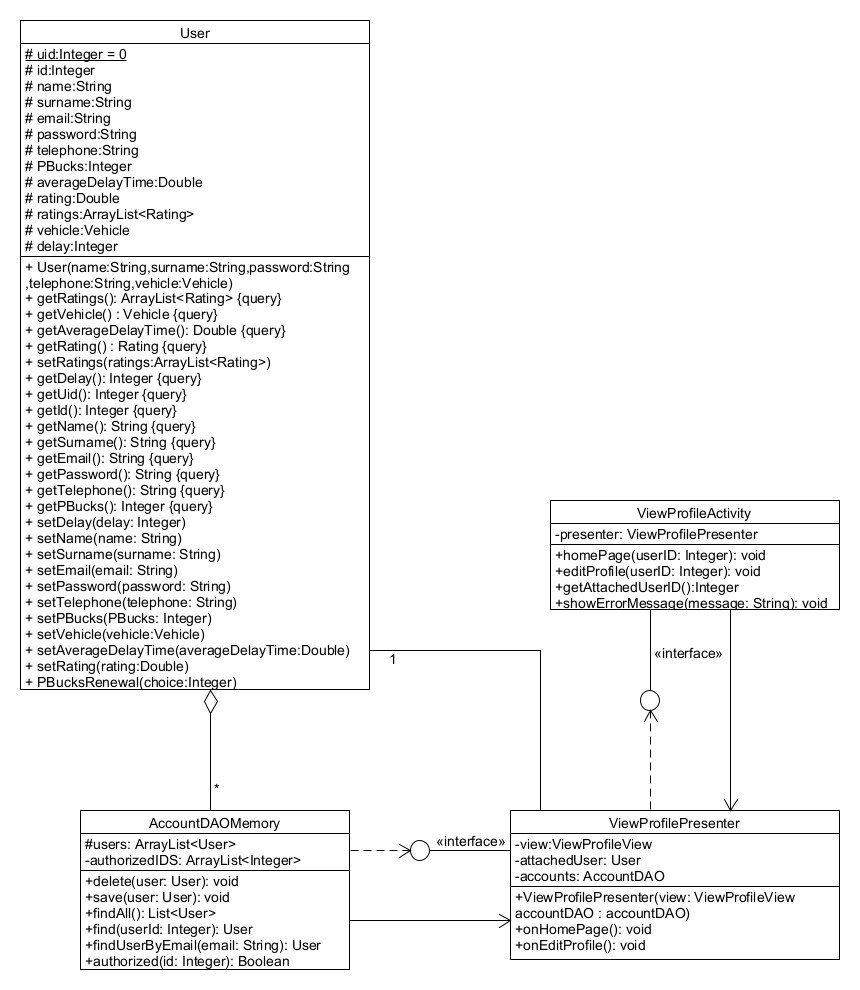 User
# uid:Integer = 0
# id:Integer
# name:String
# surname:String
# email:String
# password:String
# telephone:String
# PBucks:Integer
# averageDelayTime:Double
# rating:Double
# ratings:ArrayList<Rating>
# vehicle:Vehicle
# delay:Integer
+ User(name:String,surname:String,password:String
,telephone:String,vehicle:Vehicle)
+ getRatings(): ArrayList<Rating> {query}
+ getVehicle() : Vehicle {query}
+ getAverageDelayTime(): Double {query}
+ getRating() : Rating {query}
+ setRatings(ratings:ArrayList<Rating>)
+ getDelay(): Integer {query}
+ getUid(): Integer {query}
+ getId(): Integer {query}
+ getName(): String {query}
+ getSurname(): String {query}
+ getEmail(): String {query}
+ getPassword(): String {query}
+ getTelephone(): String {query}
+ getPBucks(): Integer {query}
+ setDelay(delay: Integer)
+ setName(name: String)
+ setSurname(surname: String)
+ setEmail(email: String)
+ setPassword(password: String)
+ setTelephone(telephone: String)
+ setPBucks(PBucks: Integer)
+ setVehicle(vehicle:Vehicle)
+ setAverageDelayTime(averageDelayTime:Double)
+ setRating(rating:Double)
+ PBucksRenewal(choice:Integer)
ViewProfileActivity
-presenter: ViewProfilePresenter
+homePage(userID: Integer): void
+editProfile(userID: Integer): void
+getAttachedUserID():Integer
+showErrorMessage(message: String): void
«interface»
1
*
AccountDAOMemory
#users: ArrayList<User>
-authorizedIDS: ArrayList<Integer>
+delete(user: User): void
+save(user: User): void
+findAll(): List<User>
+find(userId: Integer): User
+findUserByEmail(email: String): User
+authorized(id: Integer): Boolean
«interface»
ViewProfilePresenter
-view:ViewProfileView
-attachedUser: User
-accounts: AccountDAO
+ViewProfilePresenter(view: ViewProfileView
accountDAO : accountDAO)
+onHomePage(): void
+onEditProfile(): void